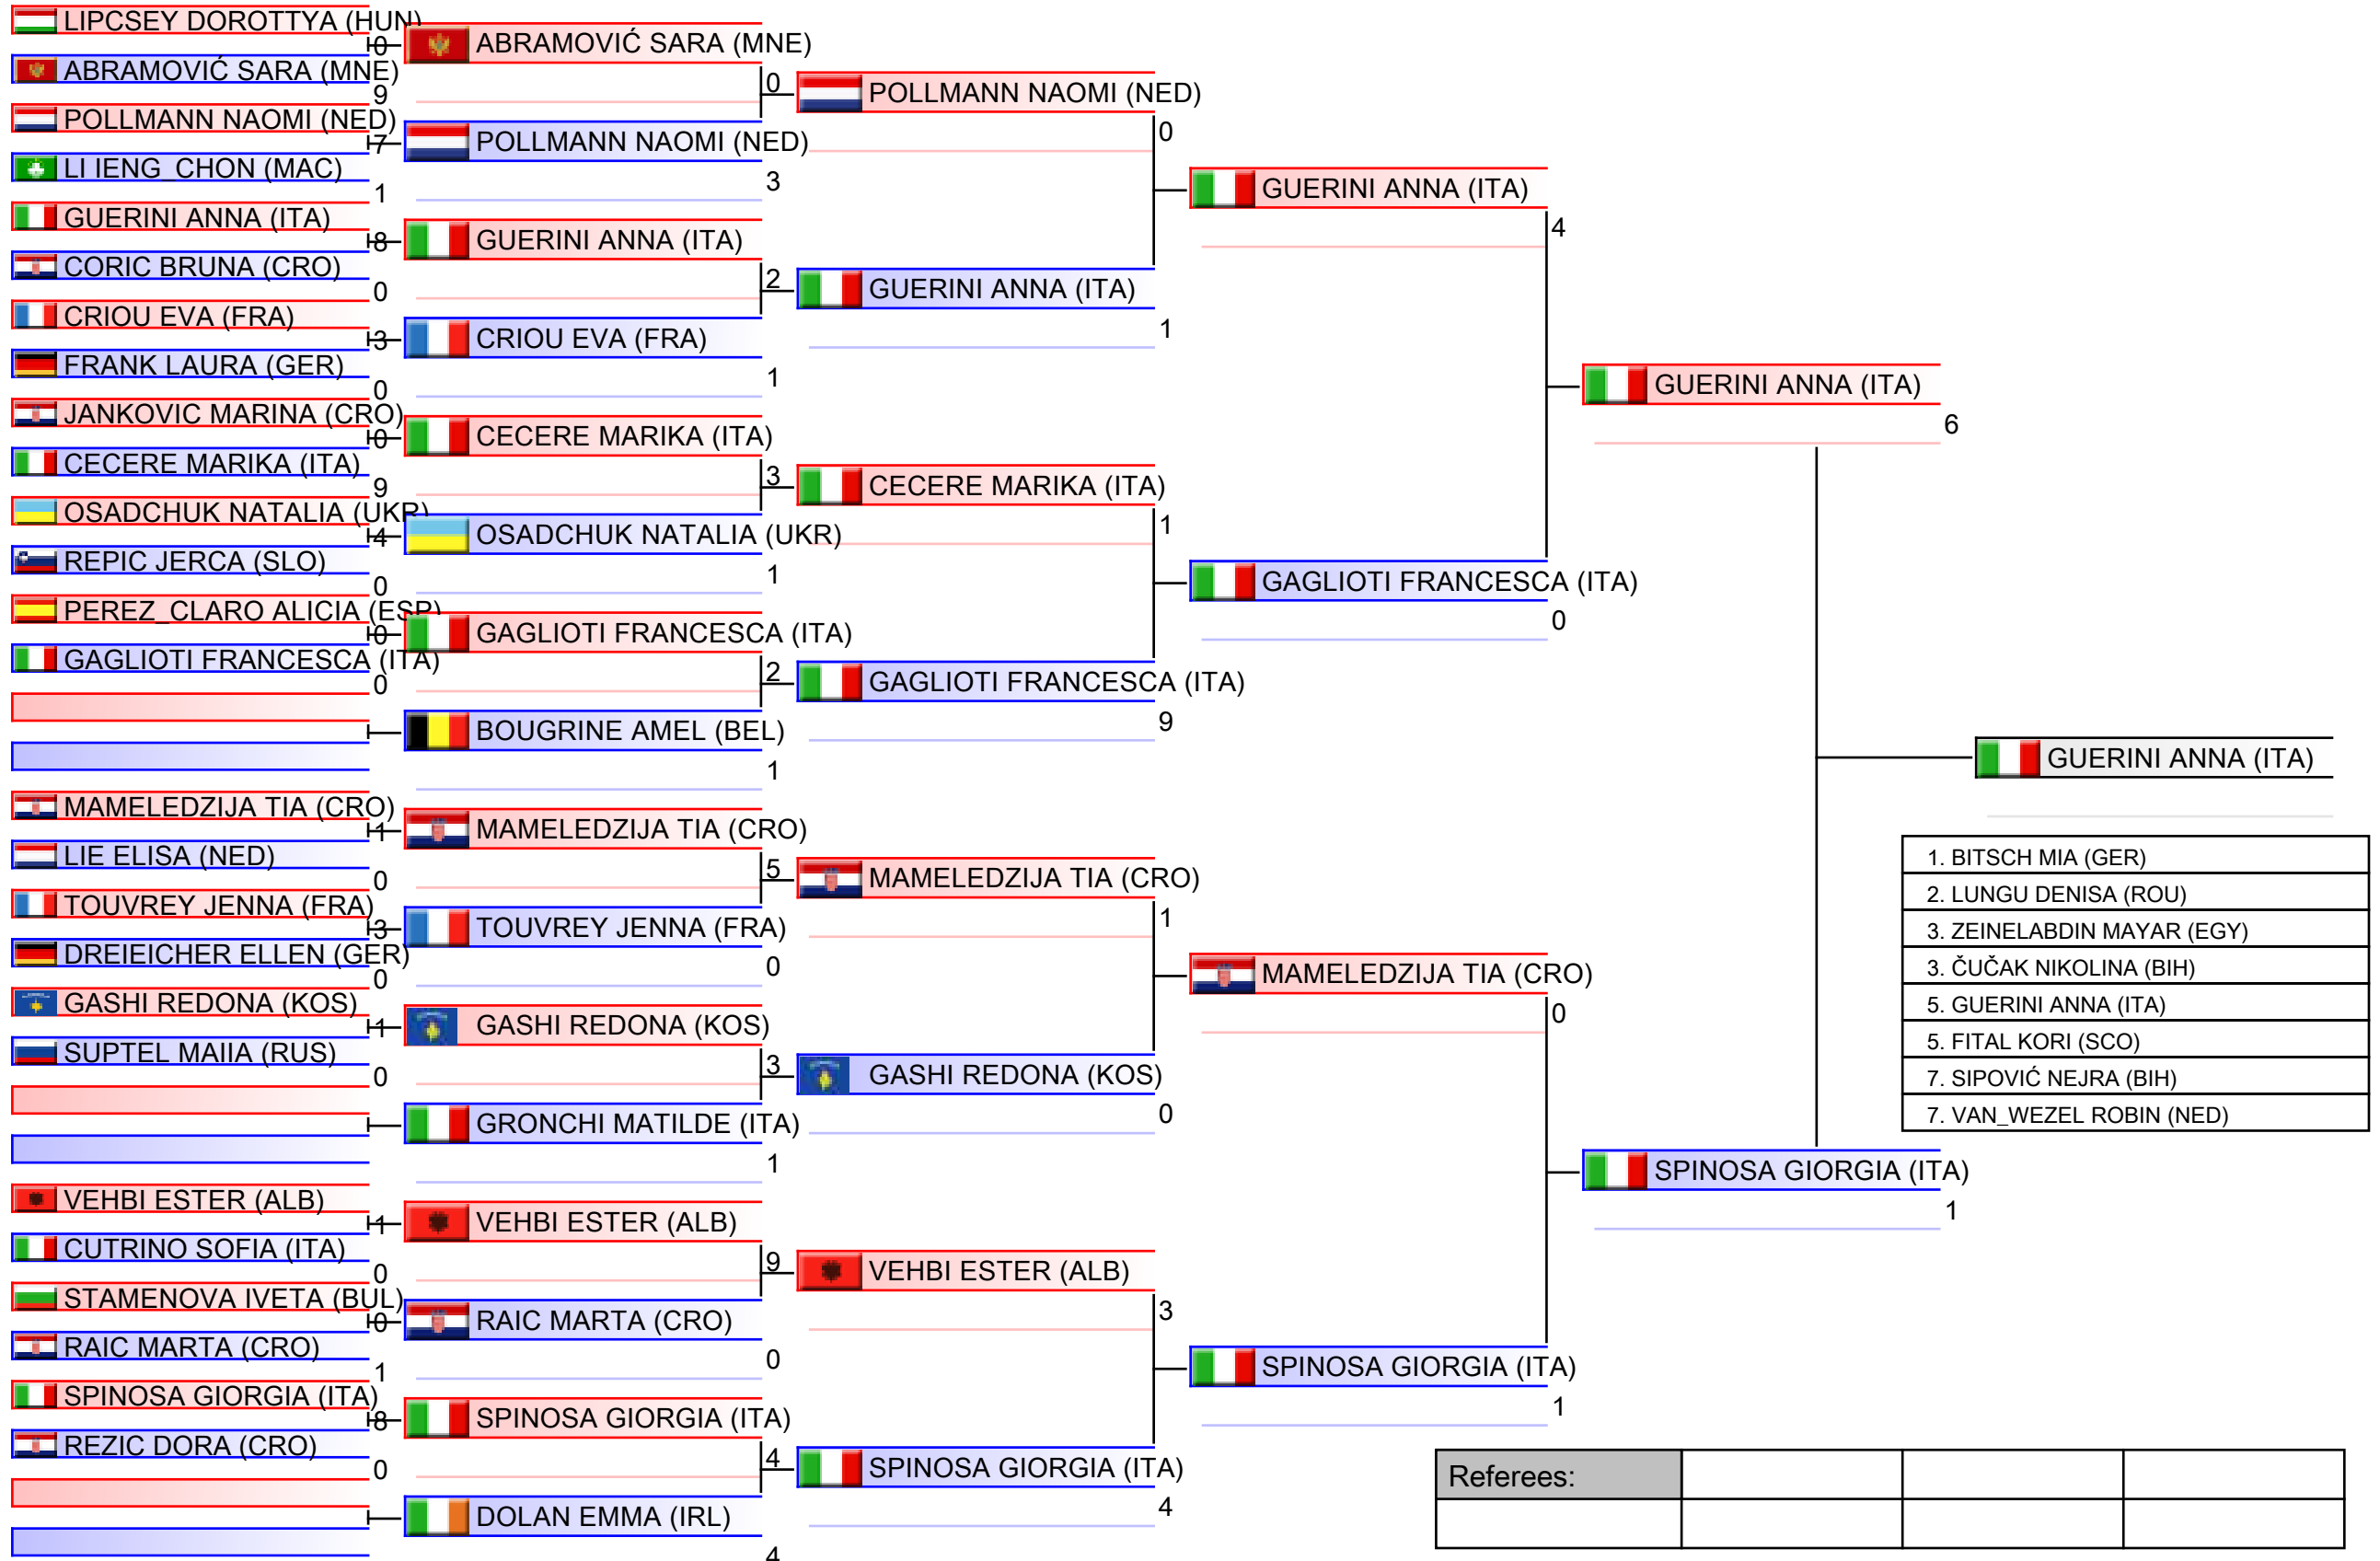 LIPCSEY DOROTTYA (HUN)
0
ABRAMOVIĆ SARA (MNE)
9
POLLMANN NAOMI (NED)
7
LI IENG_CHON (MAC)
1
GUERINI ANNA (ITA)
8
CORIC BRUNA (CRO)
0
CRIOU EVA (FRA)
3
FRANK LAURA (GER)
0
JANKOVIC MARINA (CRO)
0
CECERE MARIKA (ITA)
9
OSADCHUK NATALIA (UKR)
4
REPIC JERCA (SLO)
0
PEREZ_CLARO ALICIA (ESP)
0
GAGLIOTI FRANCESCA (ITA)
0
MAMELEDZIJA TIA (CRO)
1
LIE ELISA (NED)
0
TOUVREY JENNA (FRA)
3
DREIEICHER ELLEN (GER)
0
GASHI REDONA (KOS)
1
SUPTEL MAIIA (RUS)
0
VEHBI ESTER (ALB)
1
CUTRINO SOFIA (ITA)
0
STAMENOVA IVETA (BUL)
0
RAIC MARTA (CRO)
1
SPINOSA GIORGIA (ITA)
8
REZIC DORA (CRO)
0
ABRAMOVIĆ SARA (MNE)
0
POLLMANN NAOMI (NED)
3
GUERINI ANNA (ITA)
2
CRIOU EVA (FRA)
1
CECERE MARIKA (ITA)
3
OSADCHUK NATALIA (UKR)
1
GAGLIOTI FRANCESCA (ITA)
2
BOUGRINE AMEL (BEL)
1
MAMELEDZIJA TIA (CRO)
5
TOUVREY JENNA (FRA)
0
GASHI REDONA (KOS)
3
GRONCHI MATILDE (ITA)
1
VEHBI ESTER (ALB)
9
RAIC MARTA (CRO)
0
SPINOSA GIORGIA (ITA)
4
DOLAN EMMA (IRL)
4
POLLMANN NAOMI (NED)
0
GUERINI ANNA (ITA)
1
CECERE MARIKA (ITA)
1
GAGLIOTI FRANCESCA (ITA)
9
MAMELEDZIJA TIA (CRO)
1
GASHI REDONA (KOS)
0
VEHBI ESTER (ALB)
3
SPINOSA GIORGIA (ITA)
4
GUERINI ANNA (ITA)
4
GAGLIOTI FRANCESCA (ITA)
0
MAMELEDZIJA TIA (CRO)
0
SPINOSA GIORGIA (ITA)
1
GUERINI ANNA (ITA)
6
SPINOSA GIORGIA (ITA)
1
GUERINI ANNA (ITA)
1. BITSCH MIA (GER)
2. LUNGU DENISA (ROU)
3. ZEINELABDIN MAYAR (EGY)
3. ČUČAK NIKOLINA (BIH)
5. GUERINI ANNA (ITA)
5. FITAL KORI (SCO)
7. SIPOVIĆ NEJRA (BIH)
7. VAN_WEZEL ROBIN (NED)
Referees: